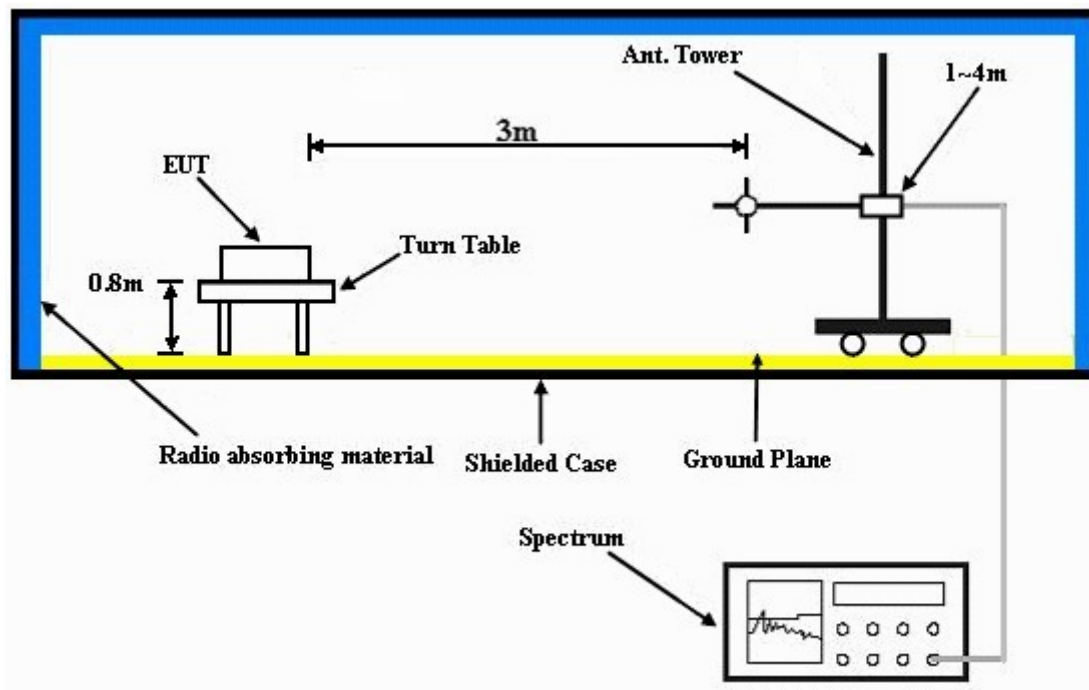 Ant. Tower
1~4m
3m
EUT
Turn Table
0.8m
Radio absorbing material
Shielded Case
Ground Plane
Spectrum